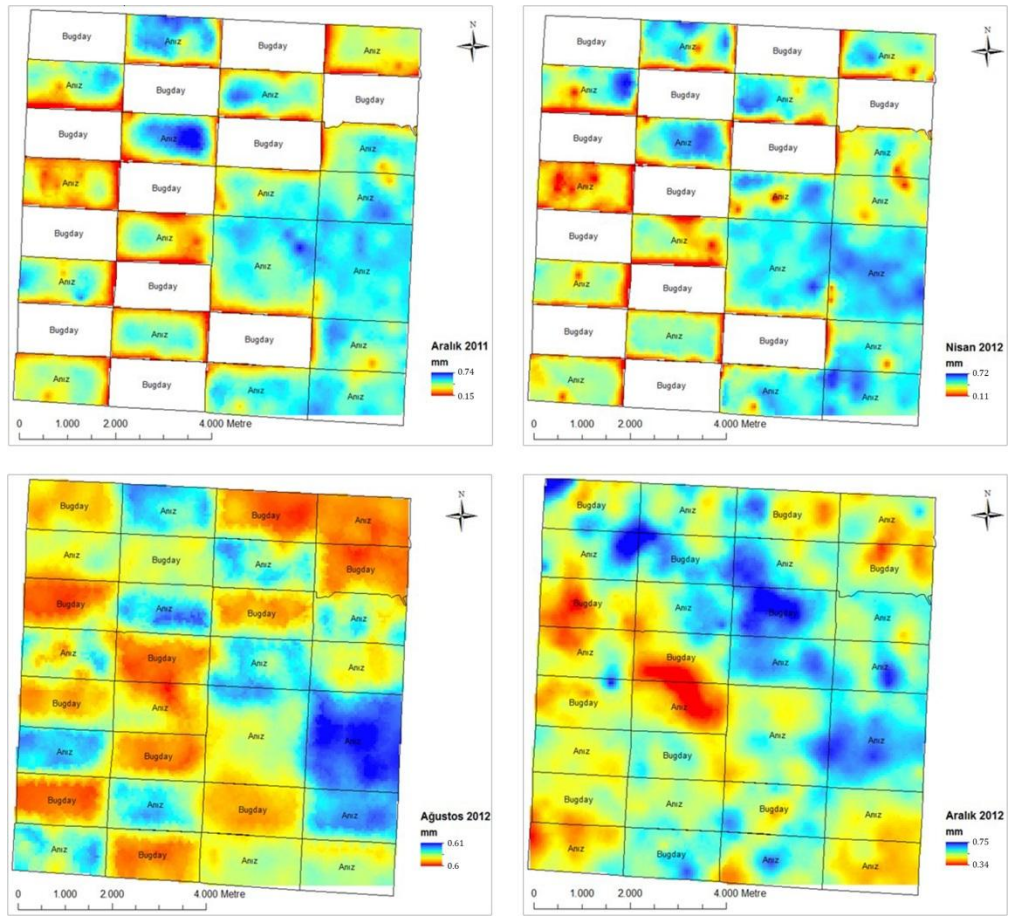 N
Bugday Anız Bugday Anız
Anız Bugday Anız Bugday
Bugday Anız Bugday Anız
Anız Bugday Anız Anız
Bugday Anız Anız Anız
Anız Bugday
Bugday Anız Bugday Anız
Anız Bugday Anız Anız
Aralık 2011
mm
0.74
0.15
0 1.000 2.000 4.000 Metre
N
Bugday Anız Bugday Anız
Anız Bugday Anız Bugday
Bugday Anız Bugday Anız
Anız Bugday Anız Anız
Bugday Anız Anız Anız
Anız Bugday
Bugday Anız Bugday Anız
Anız Bugday Anız Anız
Nisan 2012
mm
0.72
0.11
0 1.000 2.000 4.000 Metre
N
Bugday Anız Bugday Anız
Anız Bugday Anız Bugday
Bugday Anız Bugday Anız
Anız Bugday Anız Anız
Bugday Anız Anız Anız
Anız Bugday
Bugday Anız Bugday Anız
Anız Bugday Anız Anız
Ağustos 2012
mm
0.61
0.6
0 1.000 2.000 4.000 Metre
N
Bugday Anız Bugday Anız
Anız Bugday Anız Bugday
Bugday Anız Bugday Anız
Anız Bugday Anız Anız
Bugday Anız Anız Anız
Anız Bugday
Bugday Anız Bugday Anız
Anız Bugday Anız Anız
Aralık 2012
mm
0.75
0.34
0 1.000 2.000 4.000 Metre